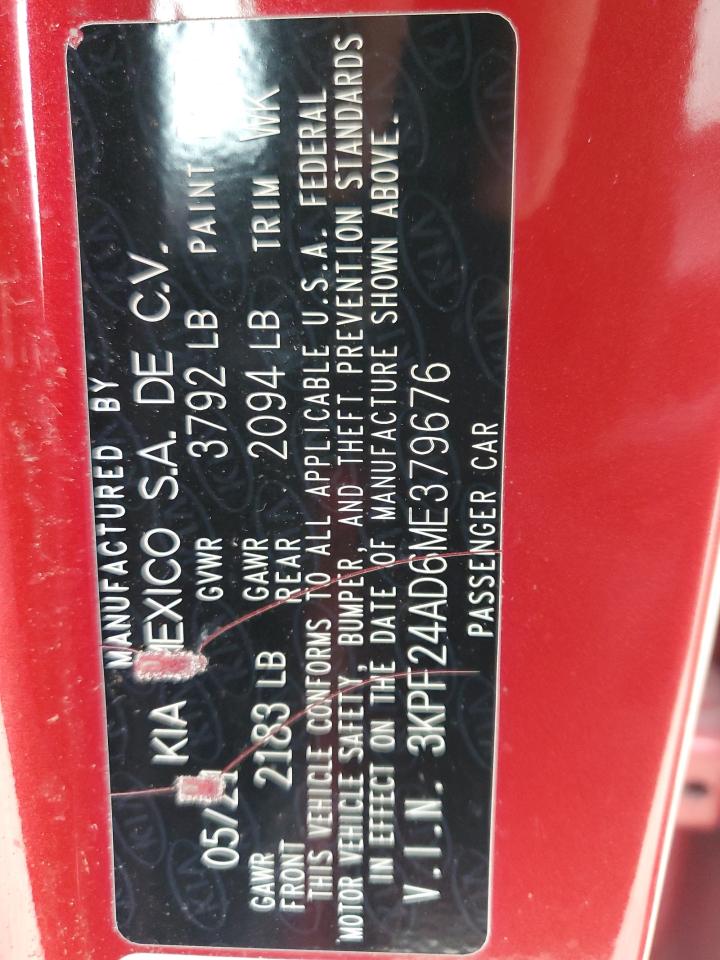 MANUFACTURED BY
KIA MEXICO S.A. DE C.V.
05/21 GVWR 3792 LB PAINT
GAWR FRONT 2183 LB GAWR REAR 2094 LB TRIM WK
THIS VEHICLE CONFORMS TO ALL APPLICABLE U.S.A. FEDERAL
MOTOR VEHICLE SAFETY, BUMPER, AND THEFT PREVENTION STANDARDS
IN EFFECT ON THE DATE OF MANUFACTURE SHOWN ABOVE.
V.I.N. 3KPF24AD6ME379676
PASSENGER CAR